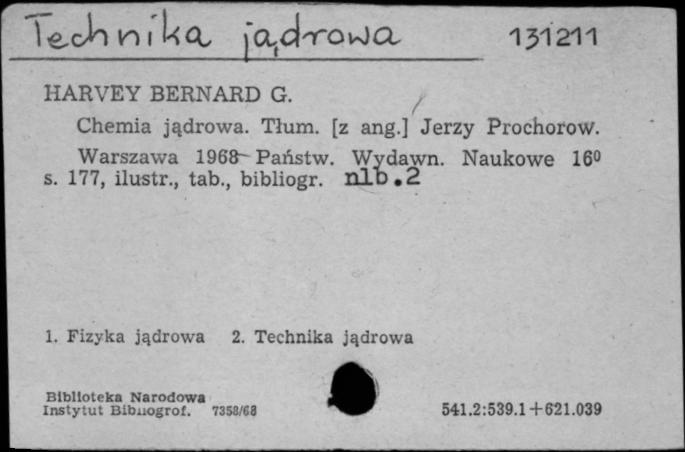 Technika jądrowa 131211
HARVEY BERNARD G.
Chemia jądrowa. Tłum. [z ang.] Jerzy Prochorow.
Warszawa 1968 Państw. Wydawn. Naukowe 16⁰
s. 177, ilustr., tab., bibliogr. nlb.2
1. Fizyka jądrowa 2. Technika jądrowa
Biblioteka Narodowa
Instytut Bibliogrof. 7358/68 541.2:539.1+621.039